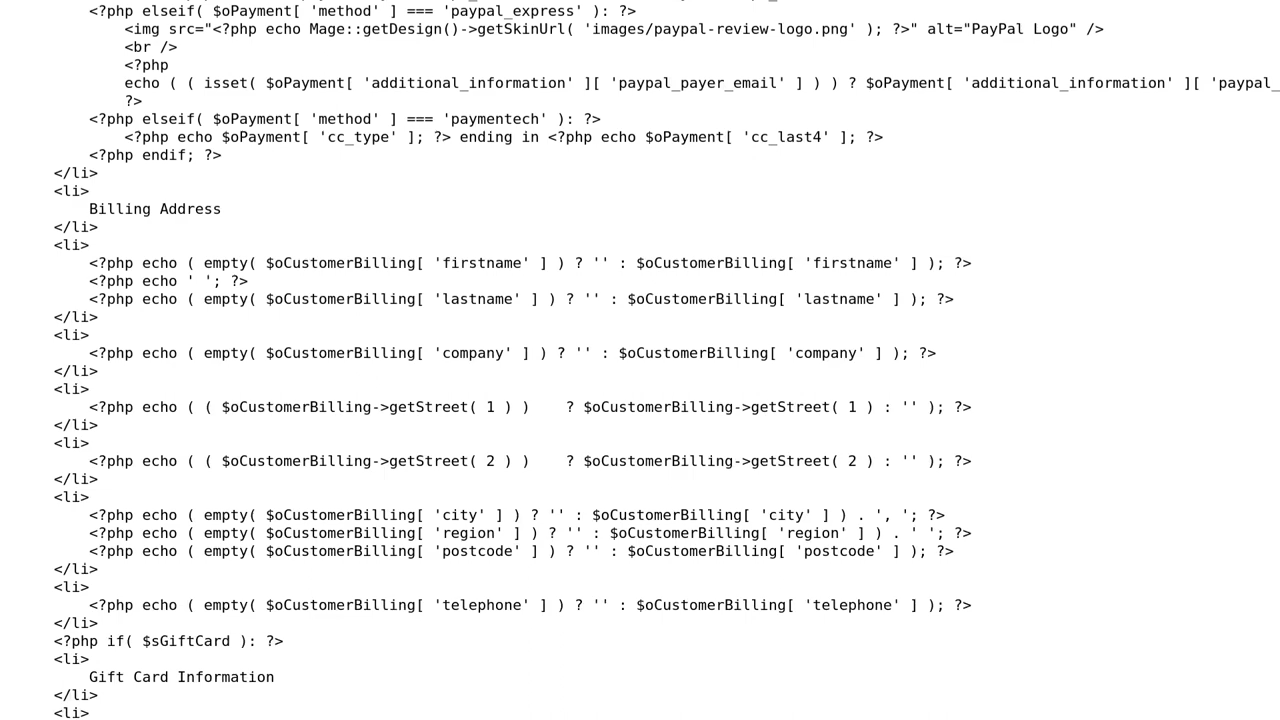 <?php elseif( $oPayment[ 'method' ] === 'paypal_express' ): ?>
<img src="<?php echo Mage::getDesign()->getSkinUrl( 'images/paypal-review-logo.png' ); ?>" alt="PayPal Logo" />
<br />
<?php
echo ( ( isset( $oPayment[ 'additional_information' ][ 'paypal_payer_email' ] ) ) ? $oPayment[ 'additional_information' ][ 'paypal_
?>
<?php elseif( $oPayment[ 'method' ] === 'paymentech' ): ?>
<?php echo $oPayment[ 'cc_type' ]; ?> ending in <?php echo $oPayment[ 'cc_last4' ]; ?>
<?php endif; ?>
</li>
<li>
Billing Address
</li>
<li>
<?php echo ( empty( $oCustomerBilling[ 'firstname' ] ) ? '' : $oCustomerBilling[ 'firstname' ] ); ?>
<?php echo ' '; ?>
<?php echo ( empty( $oCustomerBilling[ 'lastname' ] ) ? '' : $oCustomerBilling[ 'lastname' ] ); ?>
</li>
<li>
<?php echo ( empty( $oCustomerBilling[ 'company' ] ) ? '' : $oCustomerBilling[ 'company' ] ); ?>
</li>
<li>
<?php echo ( ( $oCustomerBilling->getStreet( 1 ) )    ? $oCustomerBilling->getStreet( 1 ) : '' ); ?>
</li>
<li>
<?php echo ( ( $oCustomerBilling->getStreet( 2 ) )    ? $oCustomerBilling->getStreet( 2 ) : '' ); ?>
</li>
<li>
<?php echo ( empty( $oCustomerBilling[ 'city' ] ) ? '' : $oCustomerBilling[ 'city' ] ) . ', '; ?>
<?php echo ( empty( $oCustomerBilling[ 'region' ] ) ? '' : $oCustomerBilling[ 'region' ] ) . ' '; ?>
<?php echo ( empty( $oCustomerBilling[ 'postcode' ] ) ? '' : $oCustomerBilling[ 'postcode' ] ); ?>
</li>
<li>
<?php echo ( empty( $oCustomerBilling[ 'telephone' ] ) ? '' : $oCustomerBilling[ 'telephone' ] ); ?>
</li>
<?php if( $sGiftCard ): ?>
<li>
Gift Card Information
</li>
<li>